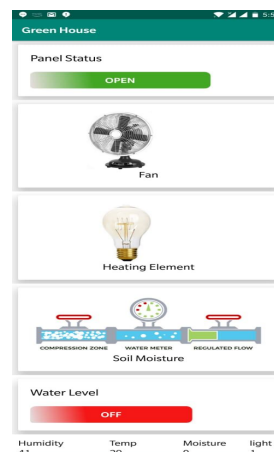 Green House
Panel Status
OPEN
Fan
Heating Element
COMPRESSION ZONE WATER METER REGULATED FLOW
Soil Moisture
Water Level
OFF
Humidity Temp Moisture light